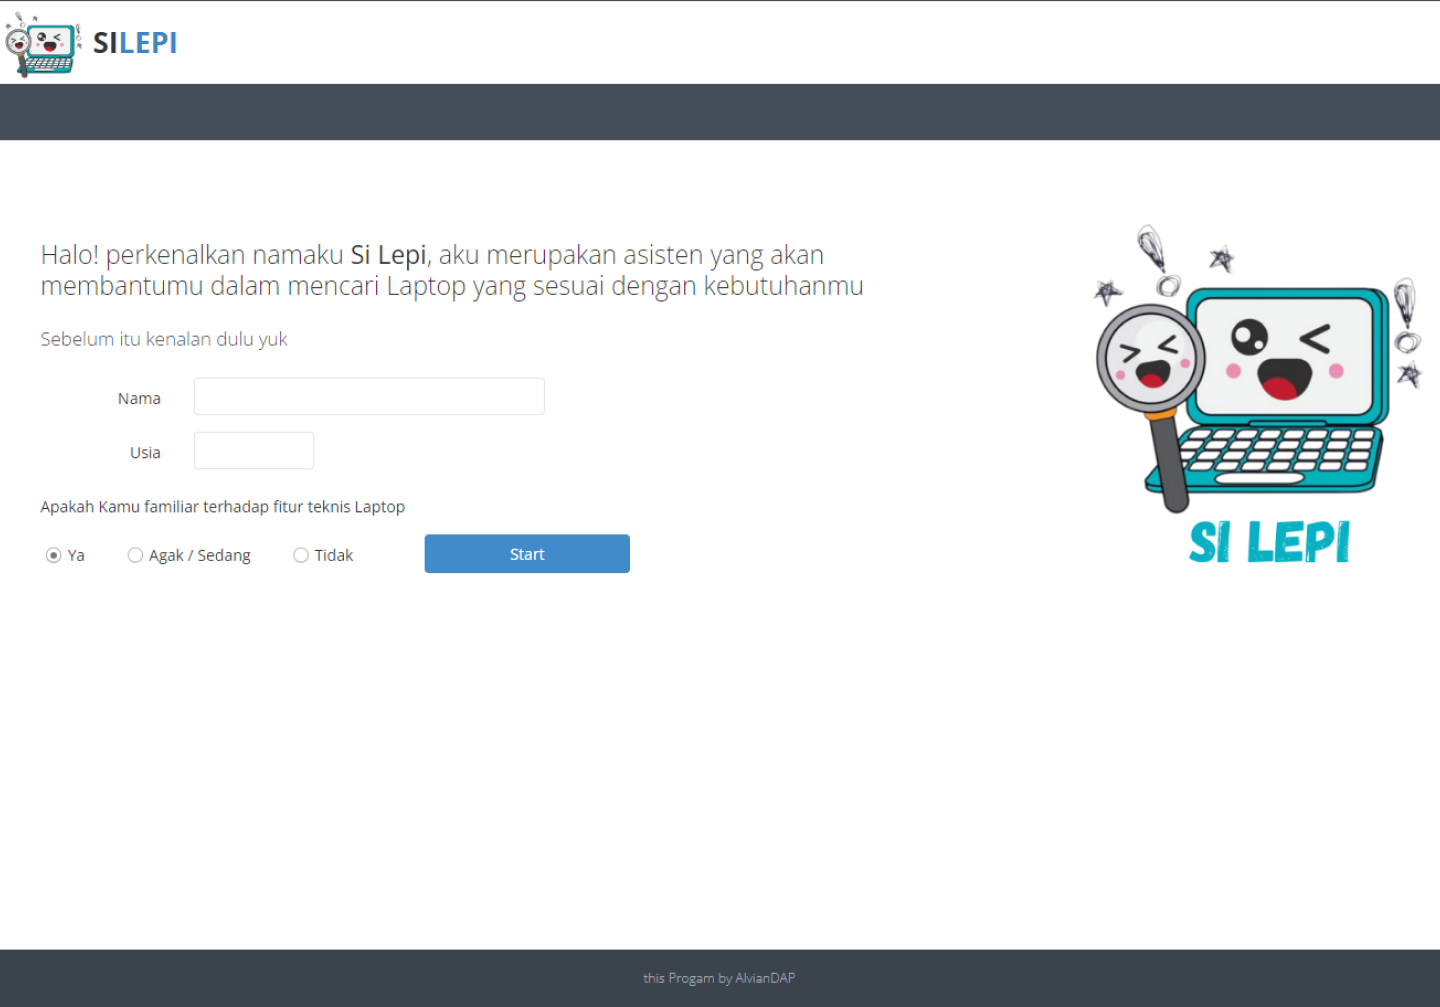 SILEPI
Halo! perkenalkan namaku Si Lepi, aku merupakan asisten yang akan
membantumu dalam mencari Laptop yang sesuai dengan kebutuhanmu
Sebelum itu kenalan dulu yuk
Nama
Usia
Apakah Kamu familiar terhadap fitur teknis Laptop
Ya
Agak / Sedang
Tidak
Start
SI LEPI
this Progam by AlvianDAP